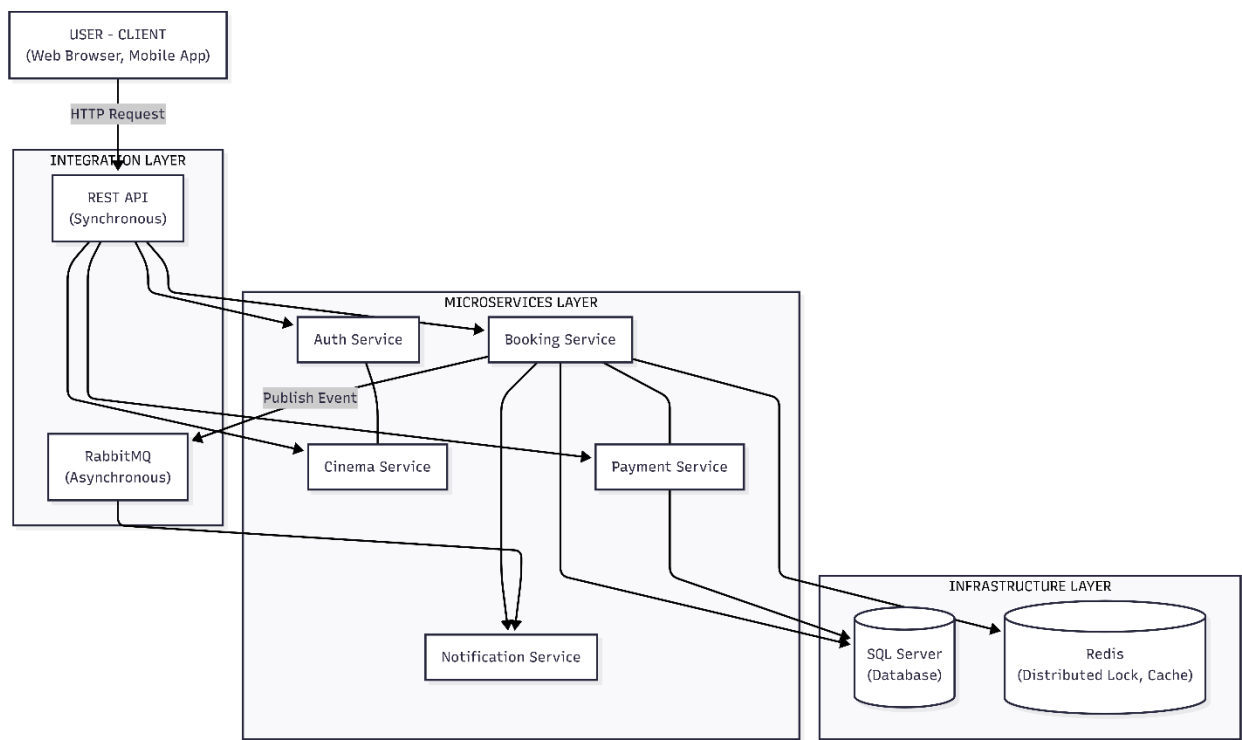 USER - CLIENT
(Web Browser, Mobile App)
HTTP Request
INTEGRATION LAYER
REST API
(Synchronous)
MICROSERVICES LAYER
Auth Service
Booking Service
Publish Event
RabbitMQ
(Asynchronous)
Cinema Service
Payment Service
INFRASTRUCTURE LAYER
SQL Server
(Database)
Redis
(Distributed Lock, Cache)
Notification Service